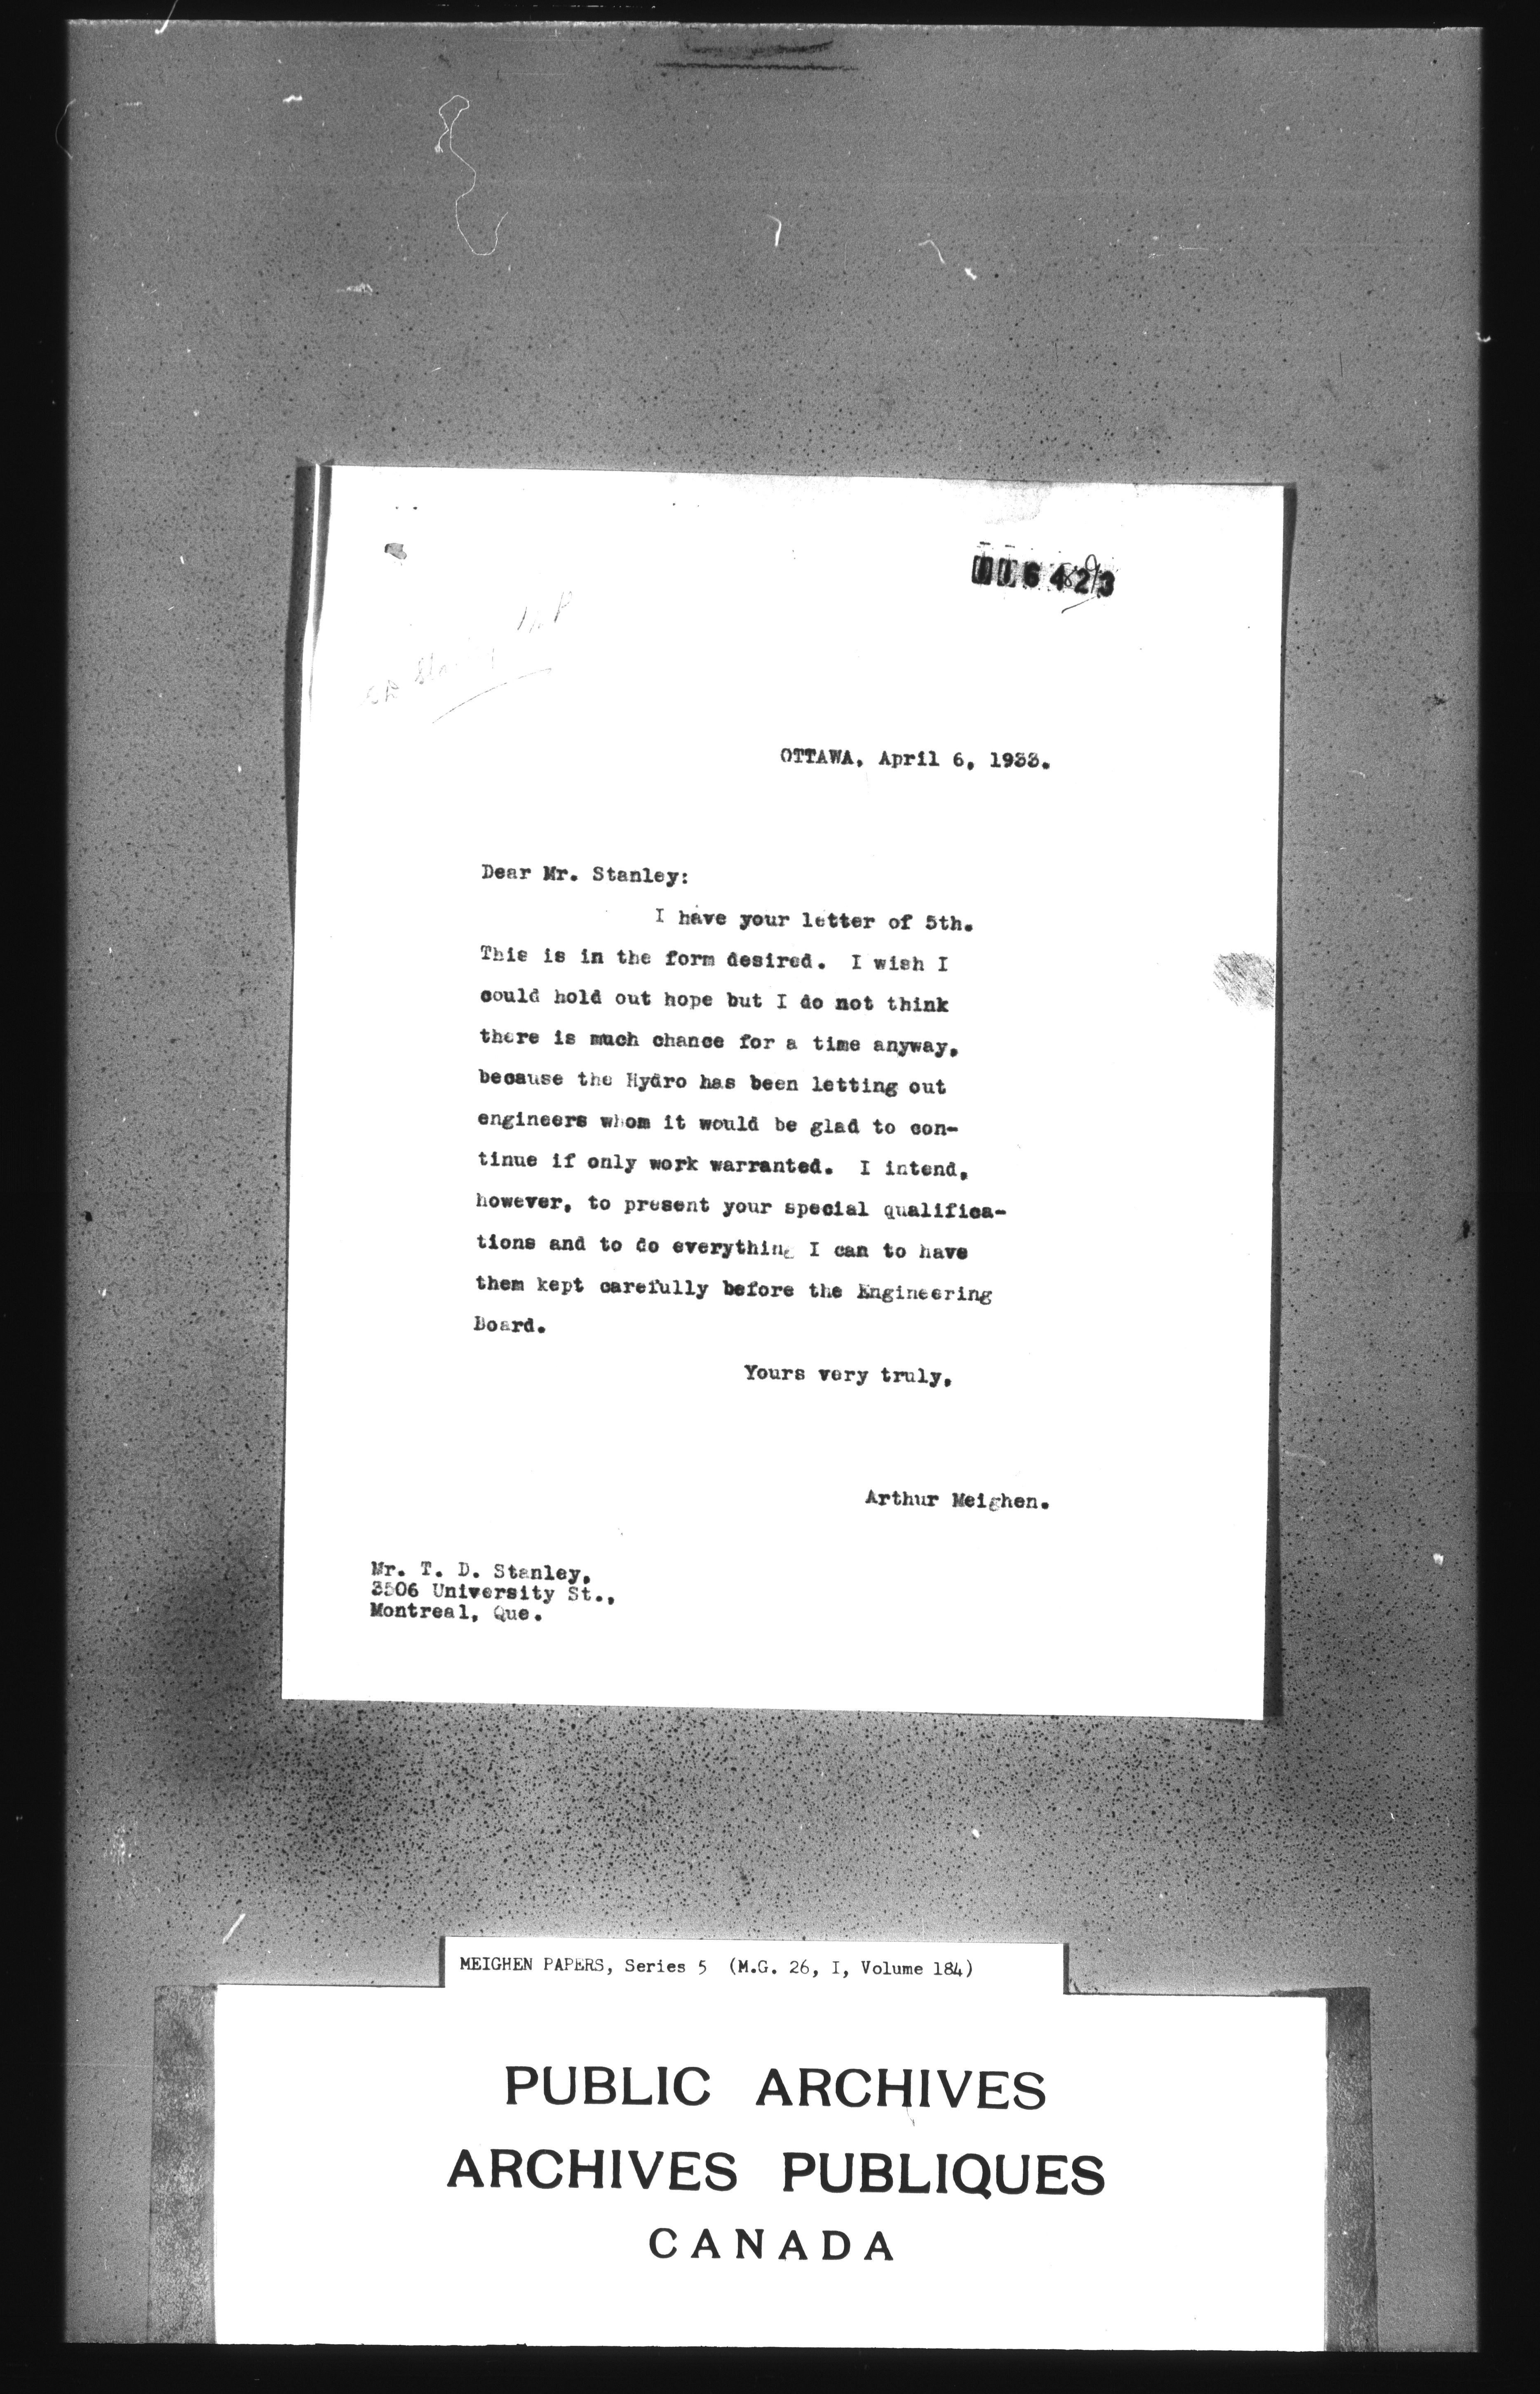 OTTAWA, April 6, 1933.
Dear Mr. Stanley:
I have your letter of 5th.
This is in the form desired. I wish I
could hold out hope but I do not think
there is much chance for a time anyway,
because the Hydro has been letting out
engineers whom it would be glad to con-
tinue if only work warranted. I intend,
however, to present your special qualifica-
tions and to do everything I can to have
them kept carefully before the Engineering
Board.
Yours very truly,
Arthur Meighen.
Mr. T. D. Stanley,
3506 University St.,
Montreal, Que.
MEIGHEN PAPERS, Series 5 (M.G. 26, I, Volume 184)
PUBLIC ARCHIVES
ARCHIVES PUBLIQUES
CANADA